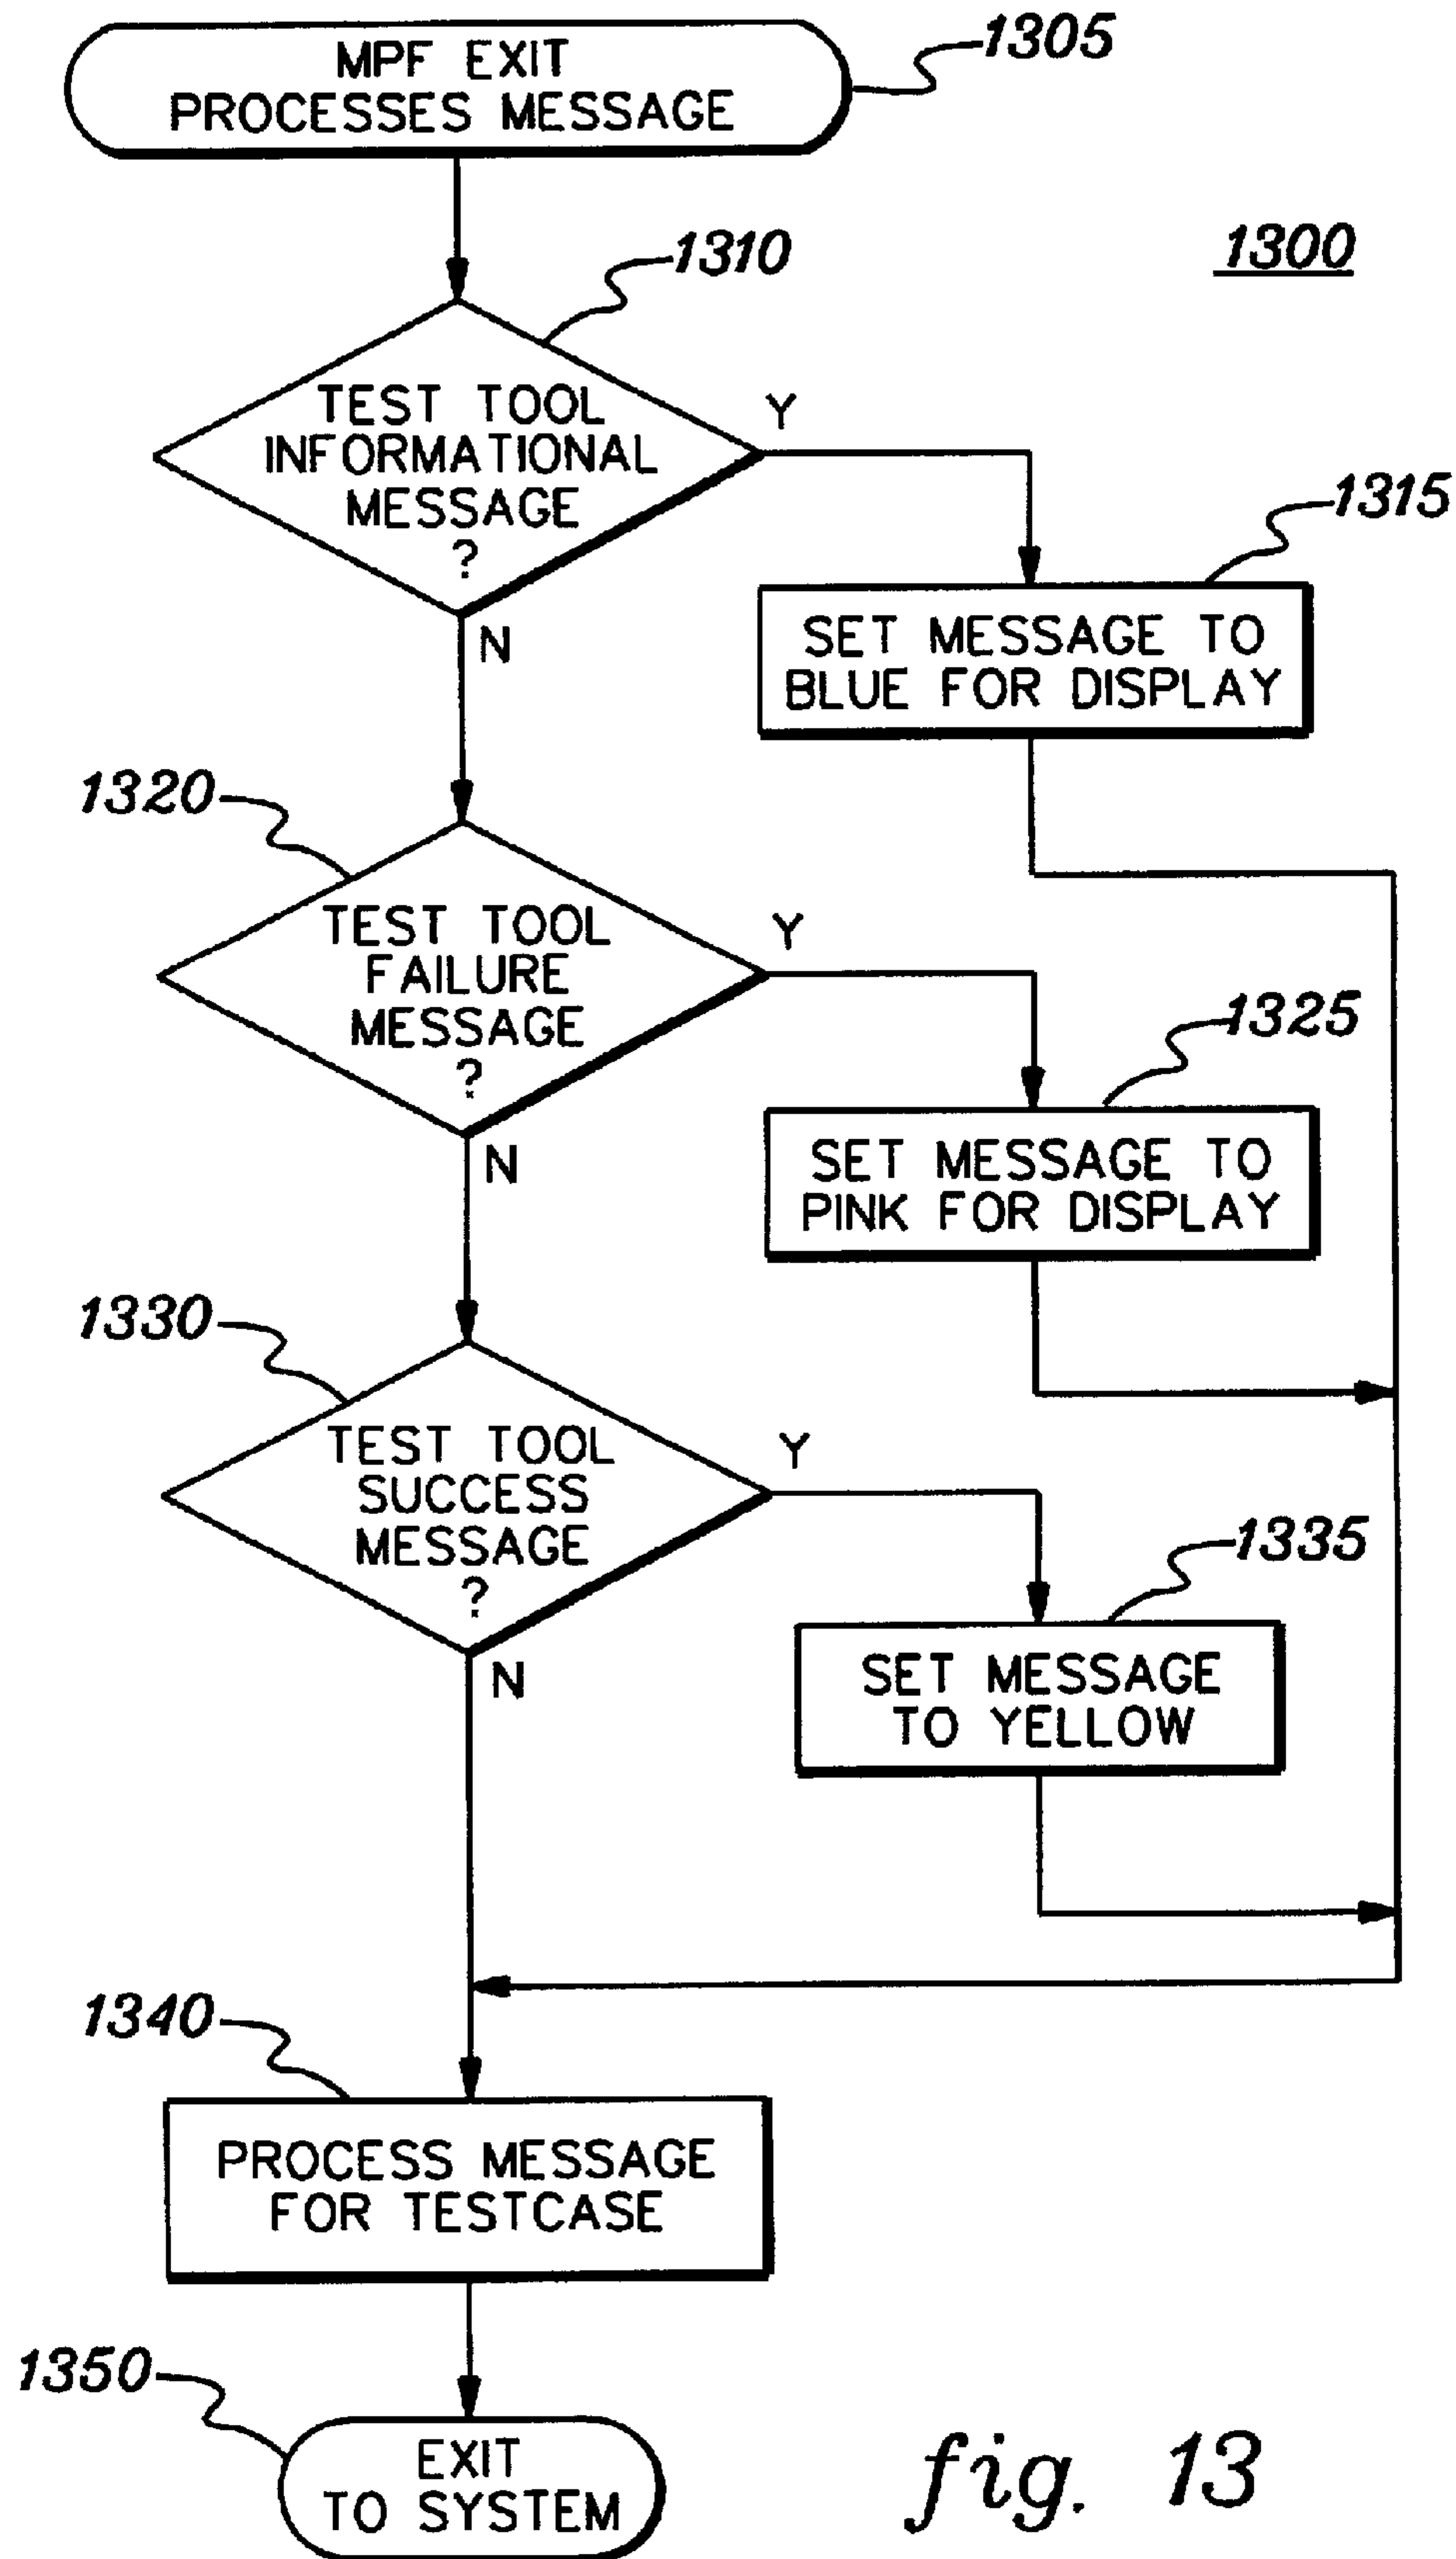 MPF EXIT
PROCESSES MESSAGE
1305
1300
1310
TEST TOOL
INFORMATIONAL
MESSAGE
?
Y
N
1315
SET MESSAGE TO
BLUE FOR DISPLAY
1320
TEST TOOL
FAILURE
MESSAGE
?
Y
N
1325
SET MESSAGE TO
PINK FOR DISPLAY
1330
TEST TOOL
SUCCESS
MESSAGE
?
Y
N
1335
SET MESSAGE
TO YELLOW
1340
PROCESS MESSAGE
FOR TESTCASE
1350
EXIT
TO SYSTEM
fig. 13